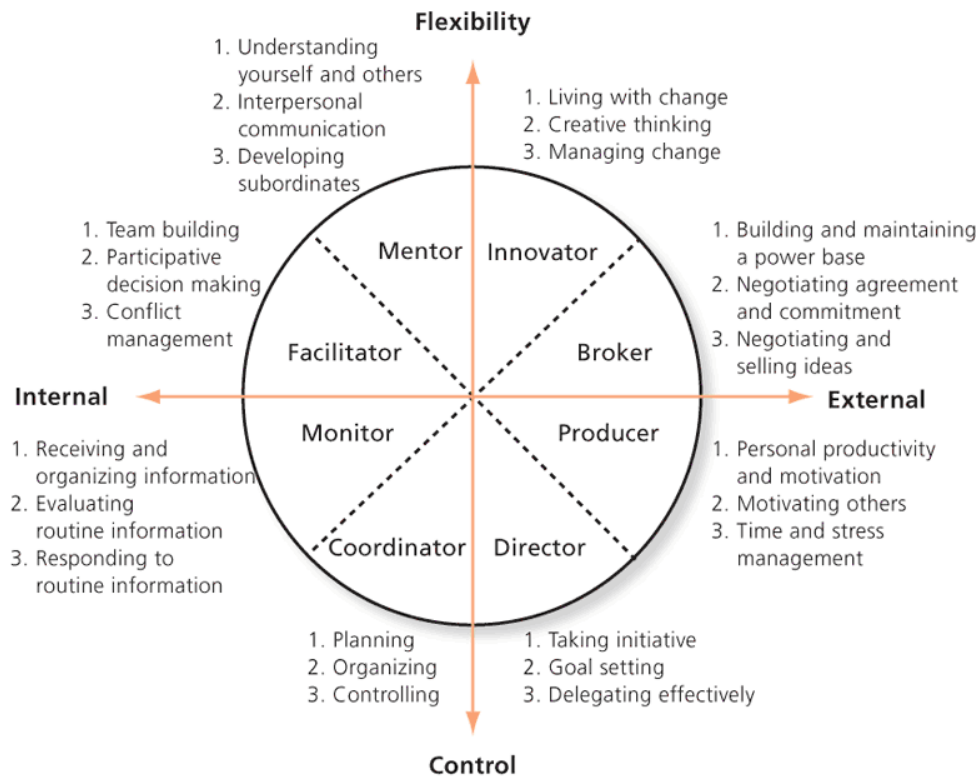 Flexibility
1. Understanding
yourself and others
2. Interpersonal
communication
3. Developing
subordinates
1. Living with change
2. Creative thinking
3. Managing change
1. Team building
2. Participative
decision making
3. Conflict
management
Mentor
Innovator
1. Building and maintaining
a power base
2. Negotiating agreement
and commitment
3. Negotiating and
selling ideas
Facilitator
Broker
Internal
External
Monitor
Producer
1. Receiving and
organizing information
2. Evaluating
routine information
3. Responding to
routine information
1. Personal productivity
and motivation
2. Motivating others
3. Time and stress
management
Coordinator
Director
1. Planning
2. Organizing
3. Controlling
1. Taking initiative
2. Goal setting
3. Delegating effectively
Control